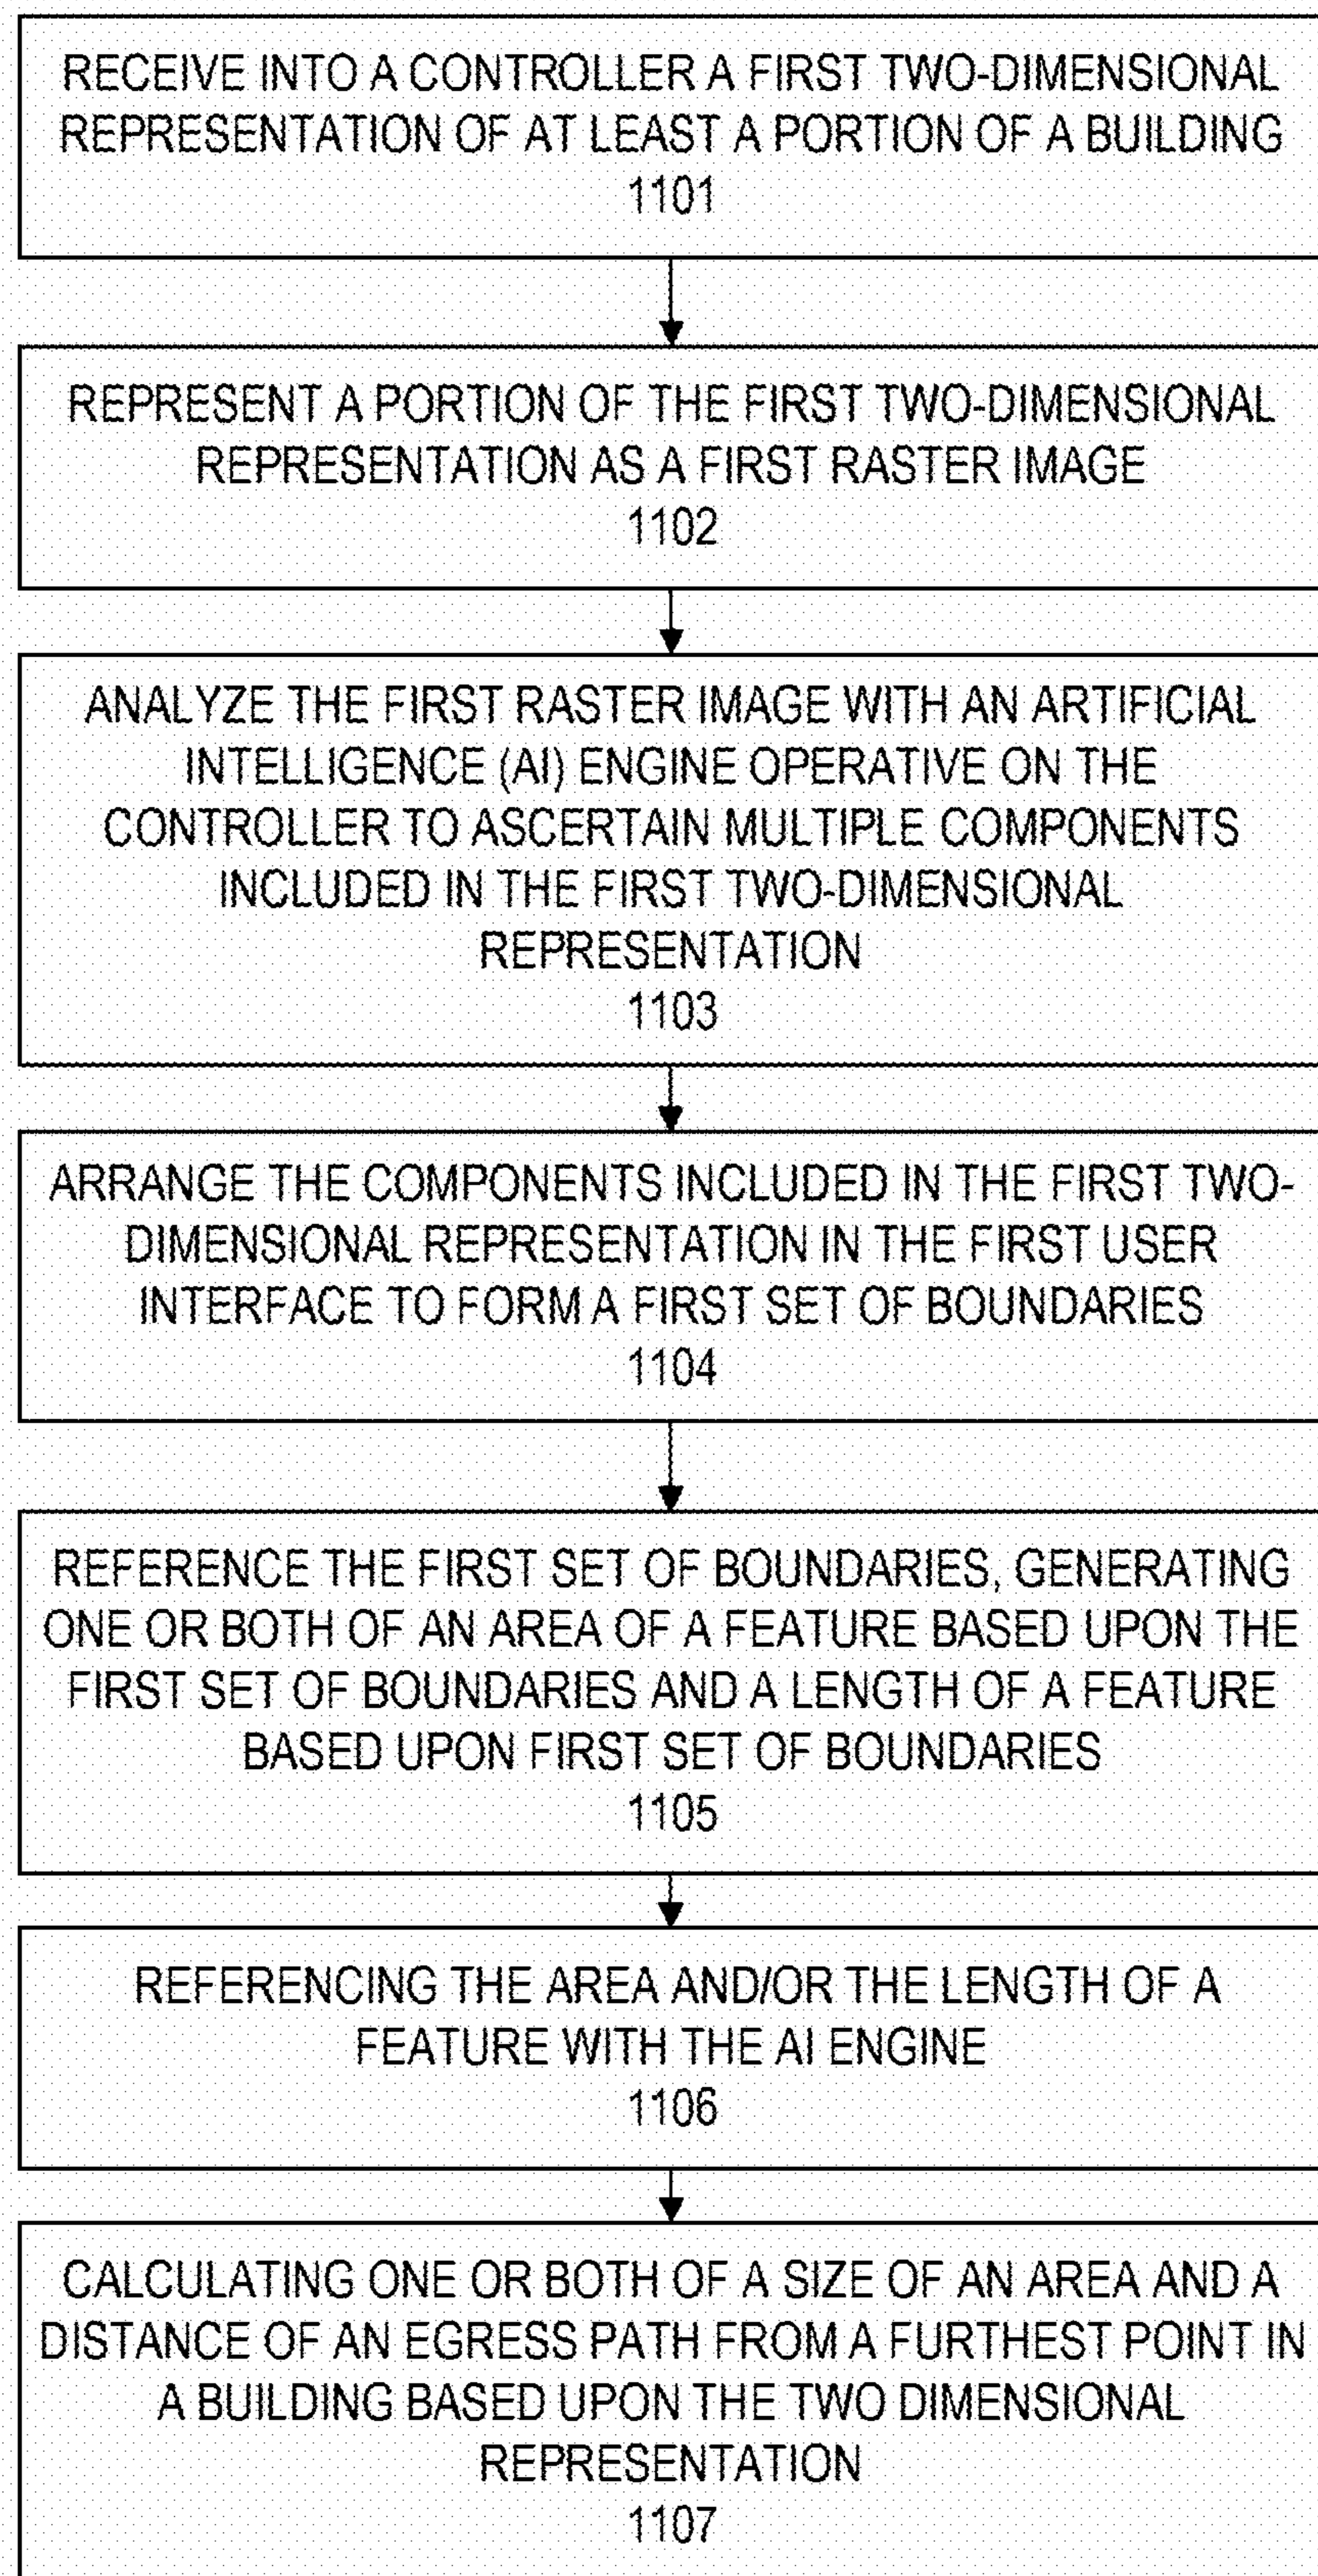 RECEIVE INTO A CONTROLLER A FIRST TWO-DIMENSIONAL
REPRESENTATION OF AT LEAST A PORTION OF A BUILDING
1101
REPRESENT A PORTION OF THE FIRST TWO-DIMENSIONAL
REPRESENTATION AS A FIRST RASTER IMAGE
1102
ANALYZE THE FIRST RASTER IMAGE WITH AN ARTIFICIAL
INTELLIGENCE (AI) ENGINE OPERATIVE ON THE
CONTROLLER TO ASCERTAIN MULTIPLE COMPONENTS
INCLUDED IN THE FIRST TWO-DIMENSIONAL
REPRESENTATION
1103
ARRANGE THE COMPONENTS INCLUDED IN THE FIRST TWO-
DIMENSIONAL REPRESENTATION IN THE FIRST USER
INTERFACE TO FORM A FIRST SET OF BOUNDARIES
1104
REFERENCE THE FIRST SET OF BOUNDARIES, GENERATING
ONE OR BOTH OF AN AREA OF A FEATURE BASED UPON THE
FIRST SET OF BOUNDARIES AND A LENGTH OF A FEATURE
BASED UPON FIRST SET OF BOUNDARIES
1105
REFERENCING THE AREA AND/OR THE LENGTH OF A
FEATURE WITH THE AI ENGINE
1106
CALCULATING ONE OR BOTH OF A SIZE OF AN AREA AND A
DISTANCE OF AN EGRESS PATH FROM A FURTHEST POINT IN
A BUILDING BASED UPON THE TWO DIMENSIONAL
REPRESENTATION
1107